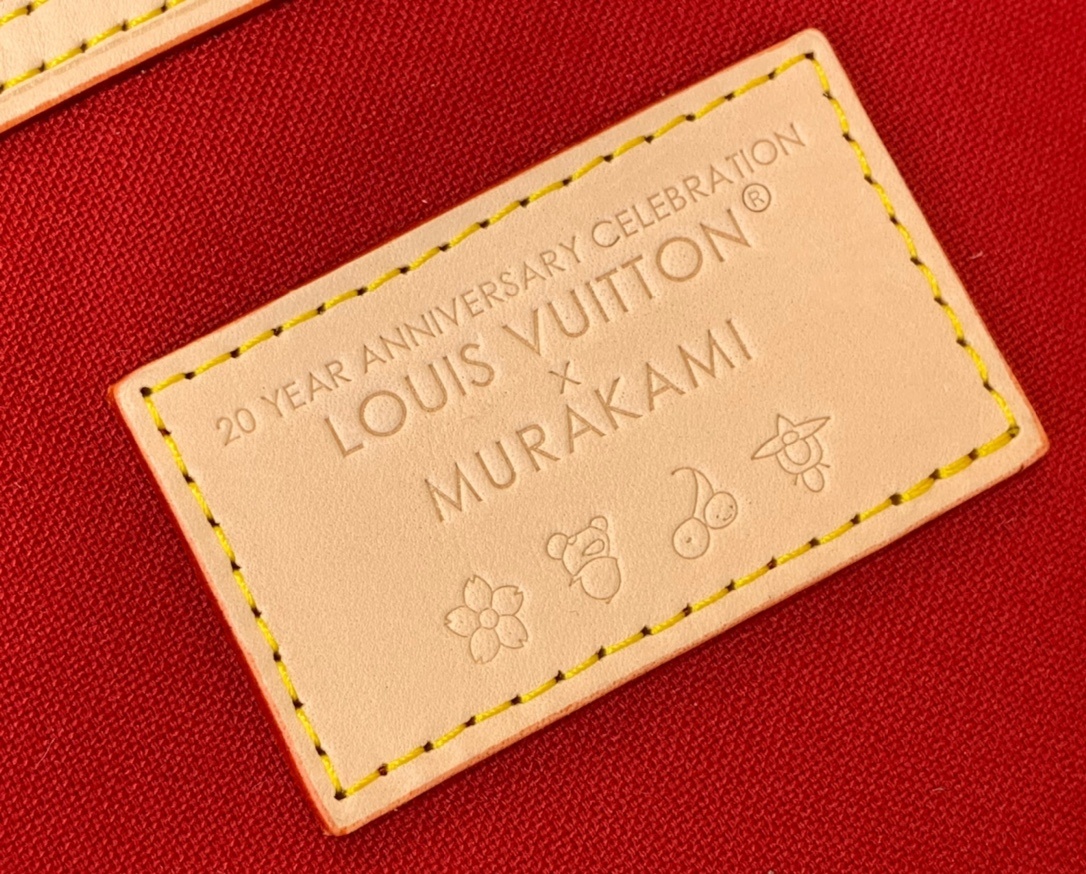 20 YEAR ANNIVERSARY CELEBRATION
LOUIS VUITTON®
x
MURAKAMI